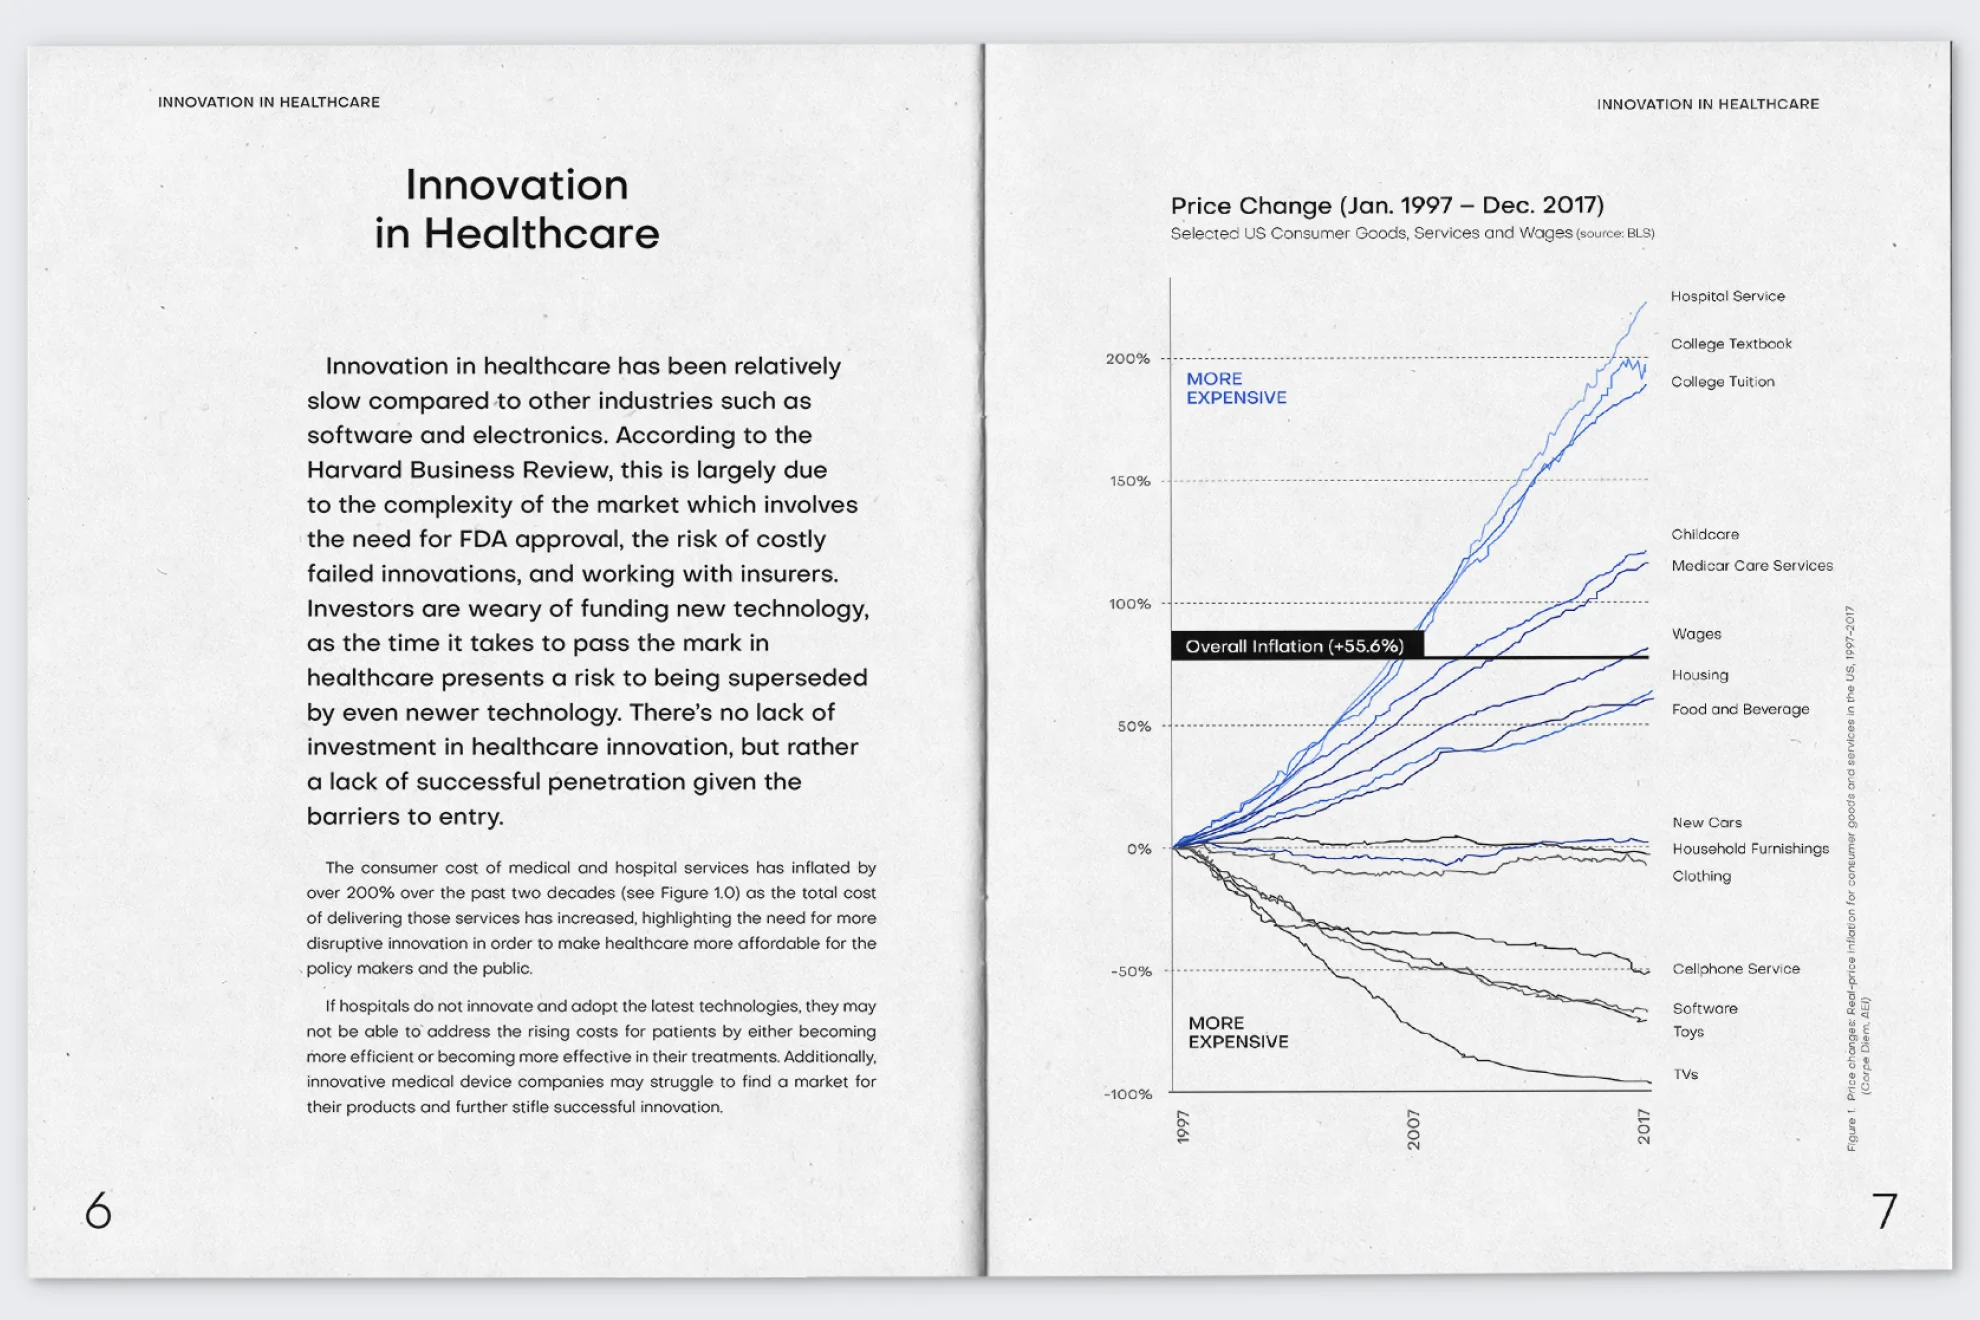 INNOVATION IN HEALTHCARE
Innovation
in Healthcare
Innovation in healthcare has been relatively
slow compared to other industries such as
software and electronics. According to the
Harvard Business Review, this is largely due
to the complexity of the market which involves
the need for FDA approval, the risk of costly
failed innovations, and working with insurers.
Investors are weary of funding new technology,
as the time it takes to pass the mark in
healthcare presents a risk to being superseded
by even newer technology. There's no lack of
investment in healthcare innovation, but rather
a lack of successful penetration given the
barriers to entry.
The consumer cost of medical and hospital services has inflated by
over 200% over the past two decades (see Figure 1.0) as the total cost
of delivering those services has increased, highlighting the need for more
disruptive innovation in order to make healthcare more affordable for the
policy makers and the public.
If hospitals do not innovate and adopt the latest technologies, they may
not be able to address the rising costs for patients by either becoming
more efficient or becoming more effective in their treatments. Additionally,
innovative medical device companies may struggle to find a market for
their products and further stifle successful innovation.
6
INNOVATION IN HEALTHCARE
Price Change (Jan. 1997 – Dec. 2017)
Selected US Consumer Goods, Services and Wages (source: BLS)
Hospital Service
College Textbook
200%
MORE
EXPENSIVE
College Tuition
150%
Childcare
Medicar Care Services
100%
Overall Inflation (+55.6%)
Wages
Housing
Food and Beverage
50%
New Cars
0%
Household Furnishings
Clothing
-50%
Cellphone Service
Software
MORE
EXPENSIVE
Toys
TVs
-100%
1997
2007
2017
Figure 1. Price changes: Real-price inflation for consumer goods and services in the US, 1997-2017
(Carpe Diem, AEI)
7